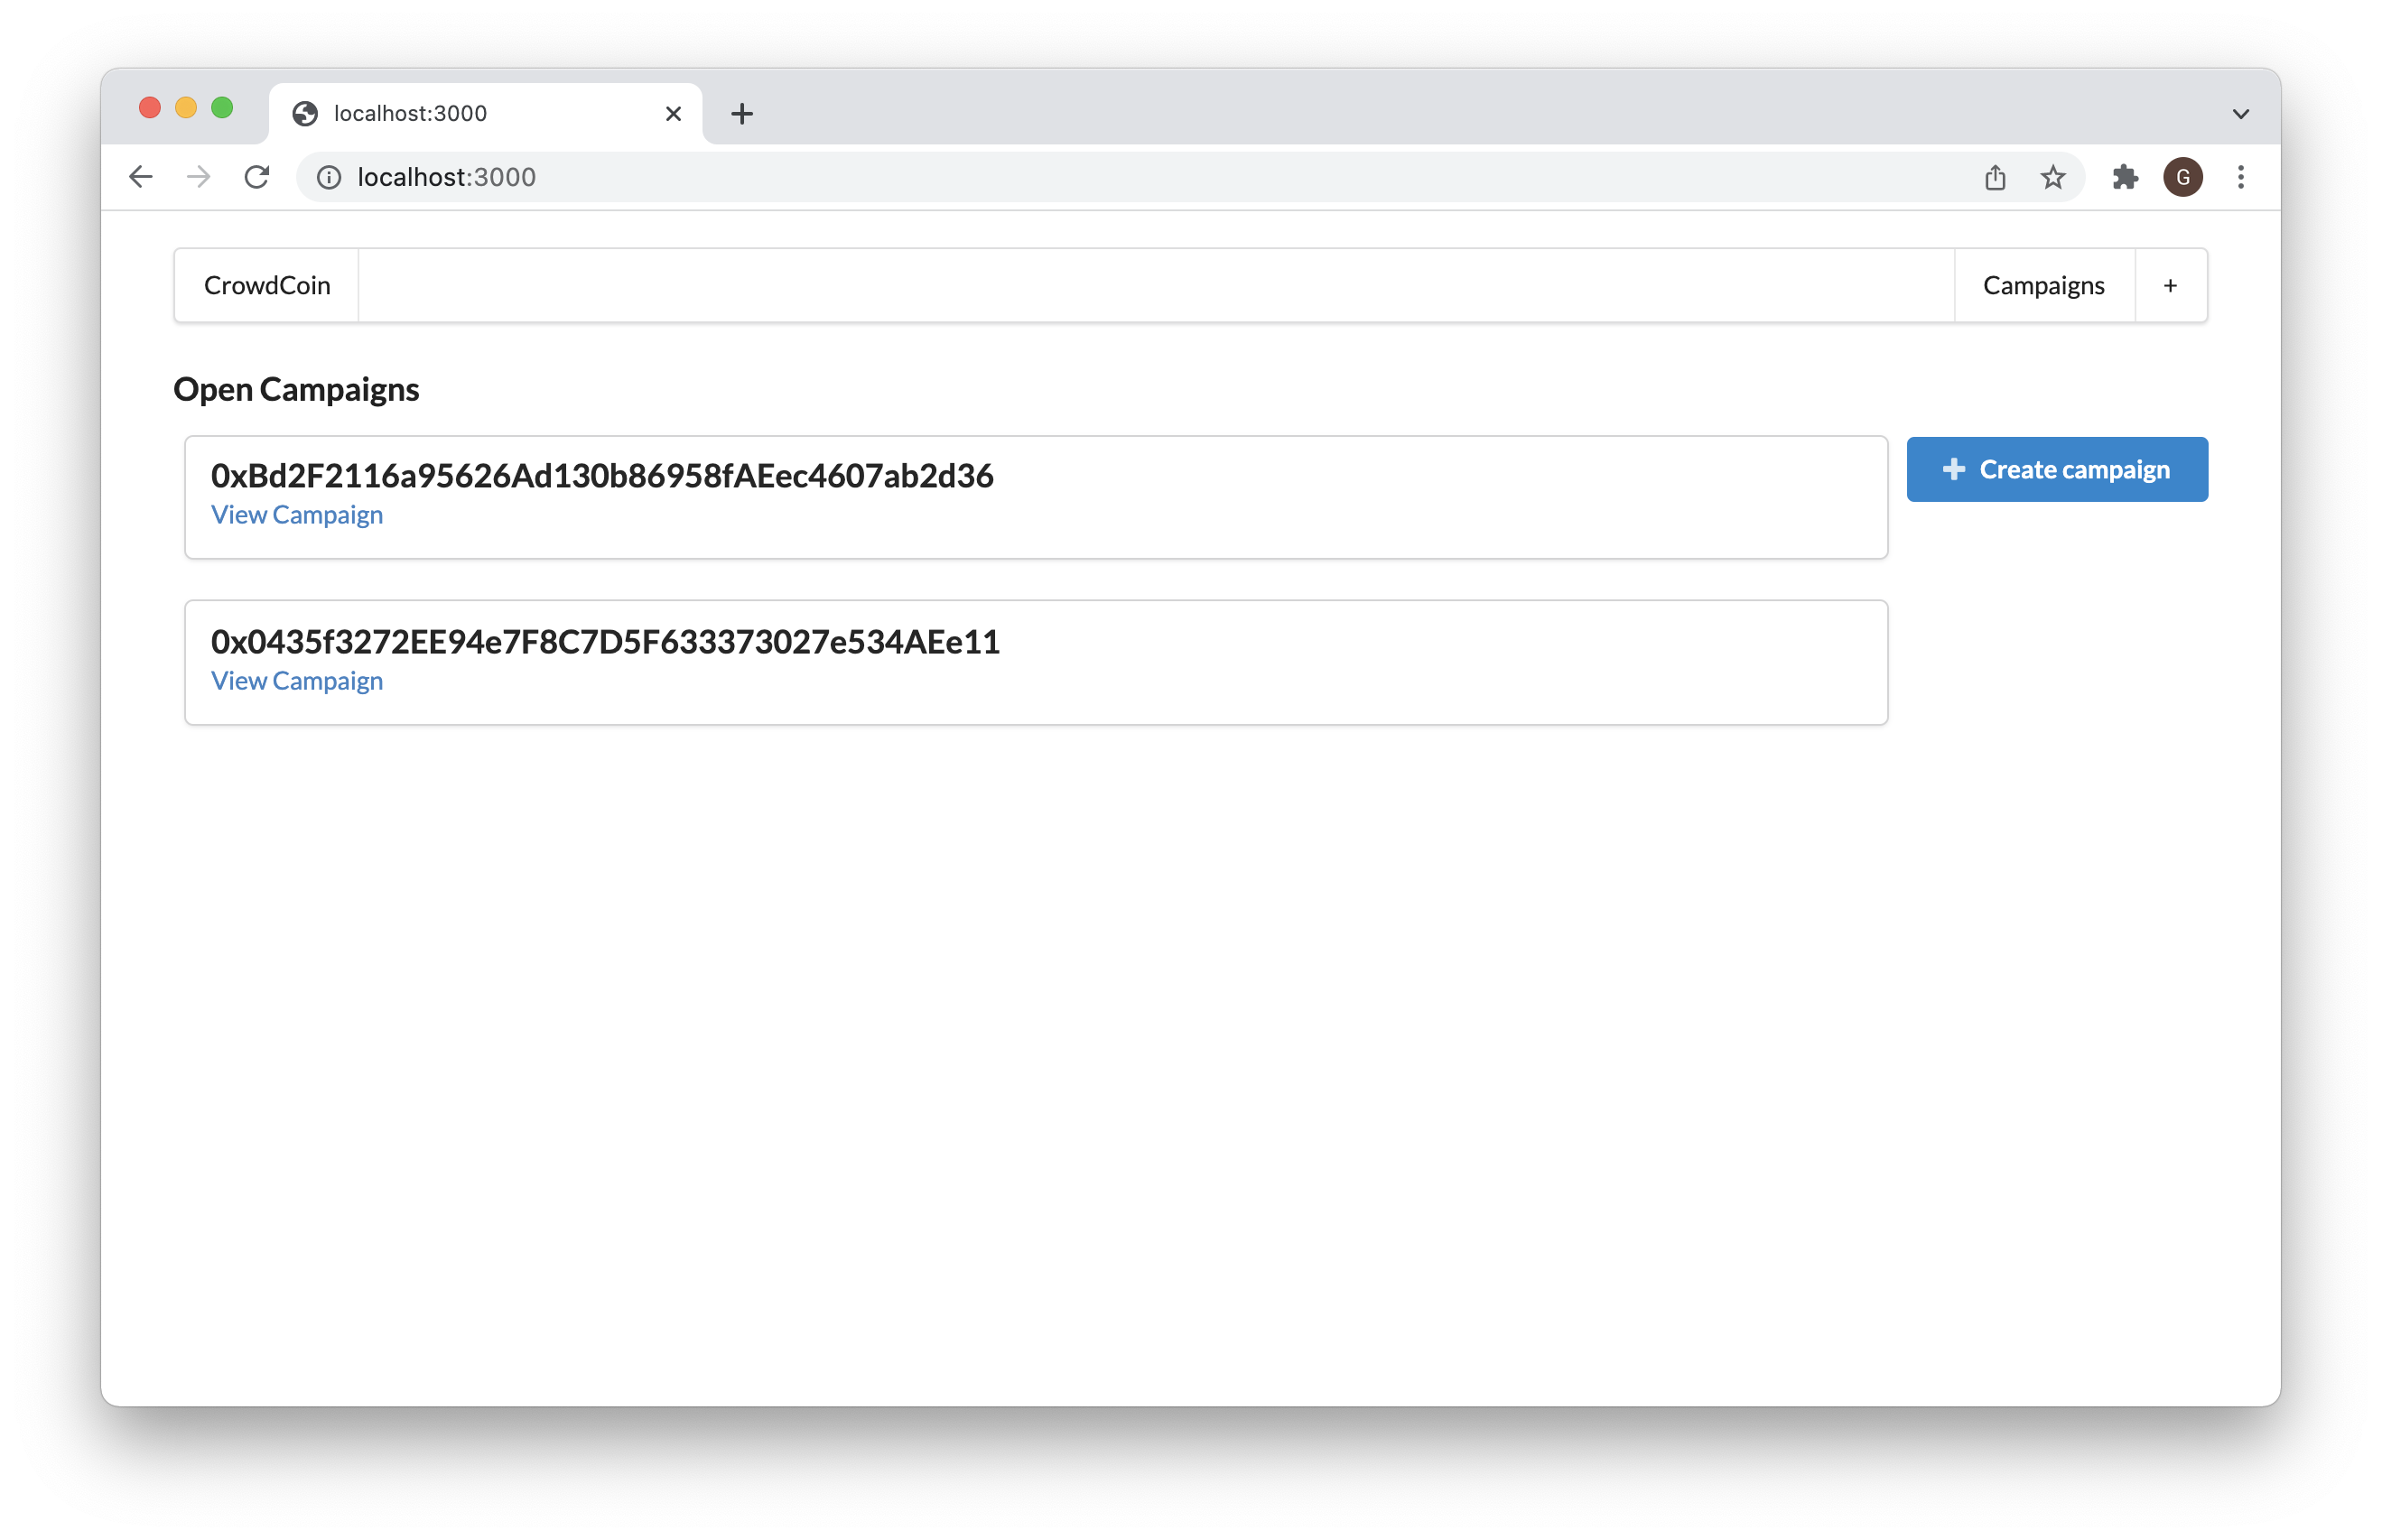 localhost:3000
localhost:3000
G
CrowdCoin
Campaigns
+
Open Campaigns
0xBd2F2116a95626Ad130b86958fAEec4607ab2d36
View Campaign
Create campaign
0x0435f3272EE94e7F8C7D5F633373027e534AEe11
View Campaign